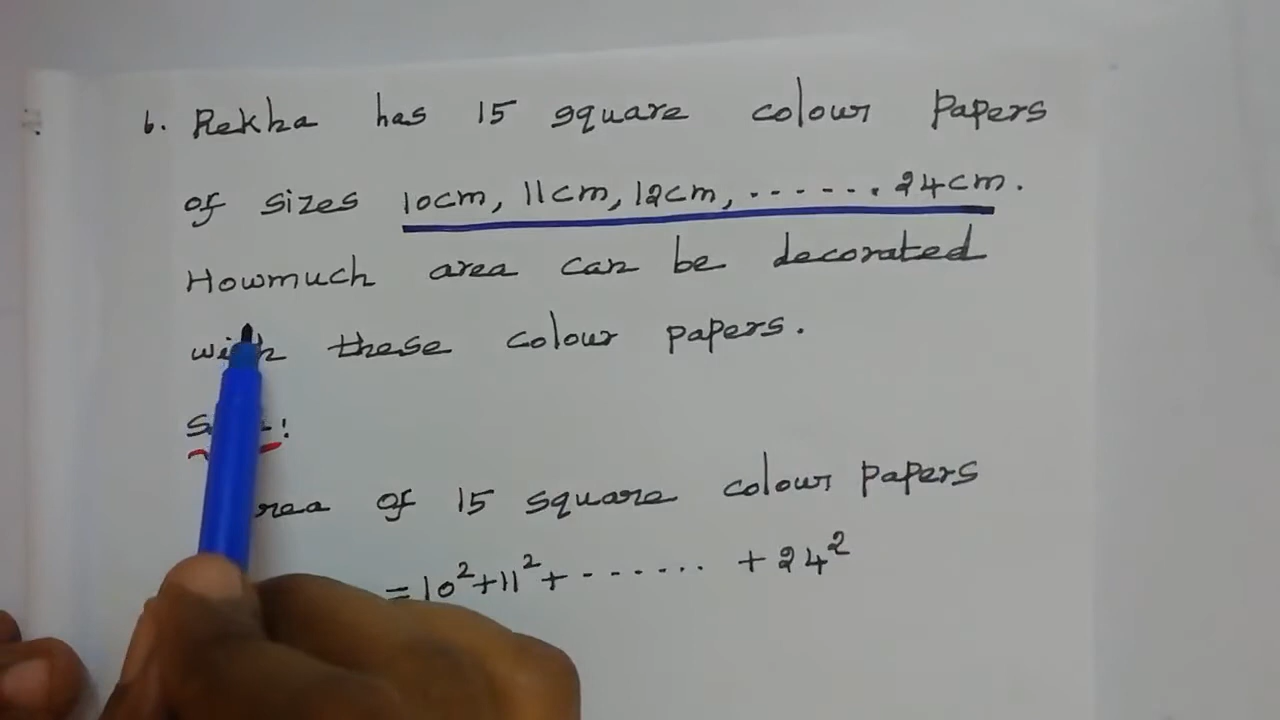 6. Rekha has 15 square colour Papers
of sizes 10cm, 11cm, 12cm, ....... 24cm.
Howmuch area can be decorated
with these colour papers.
of 15 square colour papers
= 10² + 11² + ....... + 24²